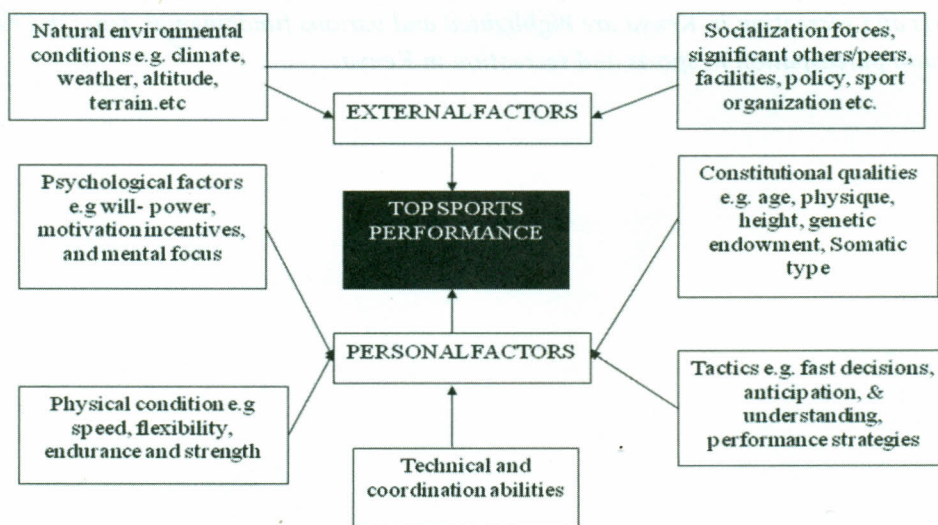 Natural environmental
conditions e.g. climate,
weather, altitude,
terrain.etc
Socialization forces,
significant others/peers,
facilities, policy, sport
organization etc.
EXTERNAL FACTORS
Psychological factors
e.g will- power,
motivation incentives,
and mental focus
TOP SPORTS
PERFORMANCE
Constitutional qualities
e.g. age, physique,
height, genetic
endowment, Somatic
type
PERSONAL FACTORS
Physical condition e.g
speed, flexibility,
endurance and strength
Technical and
coordination abilities
Tactics e.g. fast decisions,
anticipation, &
understanding,
performance strategies